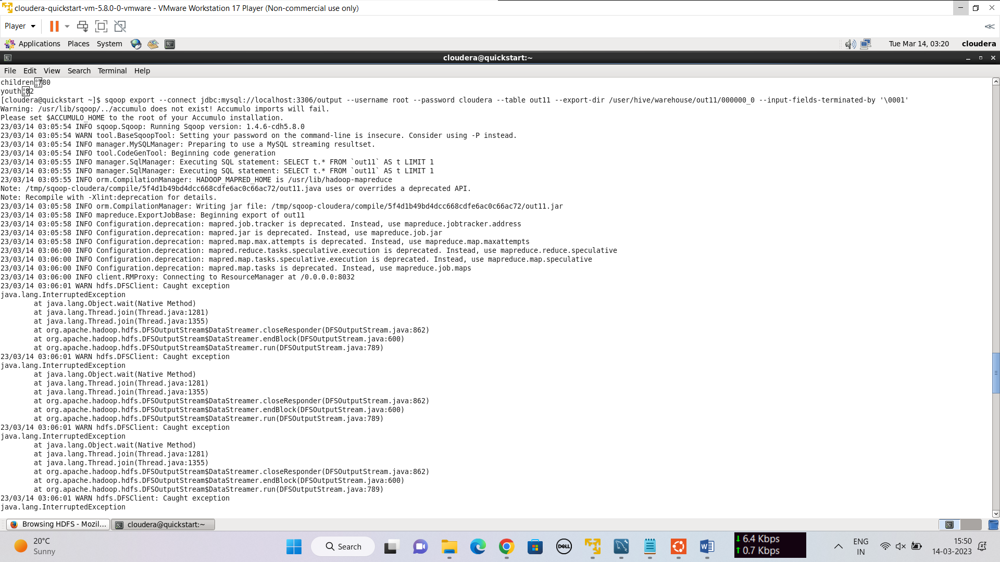 cloudera-quickstart-vm-5.8.0-0-vmware - VMware Workstation 17 Player (Non-commercial use only)
Player
Applications Places System Tue Mar 14, 03:20 cloudera
cloudera@quickstart:~
File Edit View Search Terminal Help
children780
youth82
[cloudera@quickstart ~]$ sqoop export --connect jdbc:mysql://localhost:3306/output --username root --password cloudera --table out11 --export-dir /user/hive/warehouse/out11/000000_0 --input-fields-terminated-by '\0001'
Warning: /usr/lib/sqoop/../accumulo does not exist! Accumulo imports will fail.
Please set $ACCUMULO_HOME to the root of your Accumulo installation.
23/03/14 03:05:54 INFO sqoop.Sqoop: Running Sqoop version: 1.4.6-cdh5.8.0
23/03/14 03:05:54 WARN tool.BaseSqoopTool: Setting your password on the command-line is insecure. Consider using -P instead.
23/03/14 03:05:54 INFO manager.MySQLManager: Preparing to use a MySQL streaming resultset.
23/03/14 03:05:54 INFO tool.CodeGenTool: Beginning code generation
23/03/14 03:05:55 INFO manager.SqlManager: Executing SQL statement: SELECT t.* FROM `out11` AS t LIMIT 1
23/03/14 03:05:55 INFO manager.SqlManager: Executing SQL statement: SELECT t.* FROM `out11` AS t LIMIT 1
23/03/14 03:05:55 INFO orm.CompilationManager: HADOOP_MAPRED_HOME is /usr/lib/hadoop-mapreduce
Note: /tmp/sqoop-cloudera/compile/5f4d1b49bd4dcc668cdfe6ac0c66ac72/out11.java uses or overrides a deprecated API.
Note: Recompile with -Xlint:deprecation for details.
23/03/14 03:05:58 INFO orm.CompilationManager: Writing jar file: /tmp/sqoop-cloudera/compile/5f4d1b49bd4dcc668cdfe6ac0c66ac72/out11.jar
23/03/14 03:05:58 INFO mapreduce.ExportJobBase: Beginning export of out11
23/03/14 03:05:58 INFO Configuration.deprecation: mapred.job.tracker is deprecated. Instead, use mapreduce.jobtracker.address
23/03/14 03:05:58 INFO Configuration.deprecation: mapred.jar is deprecated. Instead, use mapreduce.job.jar
23/03/14 03:05:58 INFO Configuration.deprecation: mapred.map.max.attempts is deprecated. Instead, use mapreduce.map.maxattempts
23/03/14 03:06:00 INFO Configuration.deprecation: mapred.reduce.tasks.speculative.execution is deprecated. Instead, use mapreduce.reduce.speculative
23/03/14 03:06:00 INFO Configuration.deprecation: mapred.map.tasks.speculative.execution is deprecated. Instead, use mapreduce.map.speculative
23/03/14 03:06:00 INFO Configuration.deprecation: mapred.map.tasks is deprecated. Instead, use mapreduce.job.maps
23/03/14 03:06:00 INFO client.RMProxy: Connecting to ResourceManager at /0.0.0.0:8032
23/03/14 03:06:01 WARN hdfs.DFSClient: Caught exception
java.lang.InterruptedException
at java.lang.Object.wait(Native Method)
at java.lang.Thread.join(Thread.java:1281)
at java.lang.Thread.join(Thread.java:1355)
at org.apache.hadoop.hdfs.DFSOutputStream$DataStreamer.closeResponder(DFSOutputStream.java:862)
at org.apache.hadoop.hdfs.DFSOutputStream$DataStreamer.endBlock(DFSOutputStream.java:600)
at org.apache.hadoop.hdfs.DFSOutputStream$DataStreamer.run(DFSOutputStream.java:789)
23/03/14 03:06:01 WARN hdfs.DFSClient: Caught exception
java.lang.InterruptedException
at java.lang.Object.wait(Native Method)
at java.lang.Thread.join(Thread.java:1281)
at java.lang.Thread.join(Thread.java:1355)
at org.apache.hadoop.hdfs.DFSOutputStream$DataStreamer.closeResponder(DFSOutputStream.java:862)
at org.apache.hadoop.hdfs.DFSOutputStream$DataStreamer.endBlock(DFSOutputStream.java:600)
at org.apache.hadoop.hdfs.DFSOutputStream$DataStreamer.run(DFSOutputStream.java:789)
23/03/14 03:06:01 WARN hdfs.DFSClient: Caught exception
java.lang.InterruptedException
at java.lang.Object.wait(Native Method)
at java.lang.Thread.join(Thread.java:1281)
at java.lang.Thread.join(Thread.java:1355)
at org.apache.hadoop.hdfs.DFSOutputStream$DataStreamer.closeResponder(DFSOutputStream.java:862)
at org.apache.hadoop.hdfs.DFSOutputStream$DataStreamer.endBlock(DFSOutputStream.java:600)
at org.apache.hadoop.hdfs.DFSOutputStream$DataStreamer.run(DFSOutputStream.java:789)
23/03/14 03:06:01 WARN hdfs.DFSClient: Caught exception
java.lang.InterruptedException
Browsing HDFS - Mozil... cloudera@quickstart:~
20°C
Sunny
Search
DELL
6.4 Kbps
0.7 Kbps
ENG
IN
15:50
14-03-2023